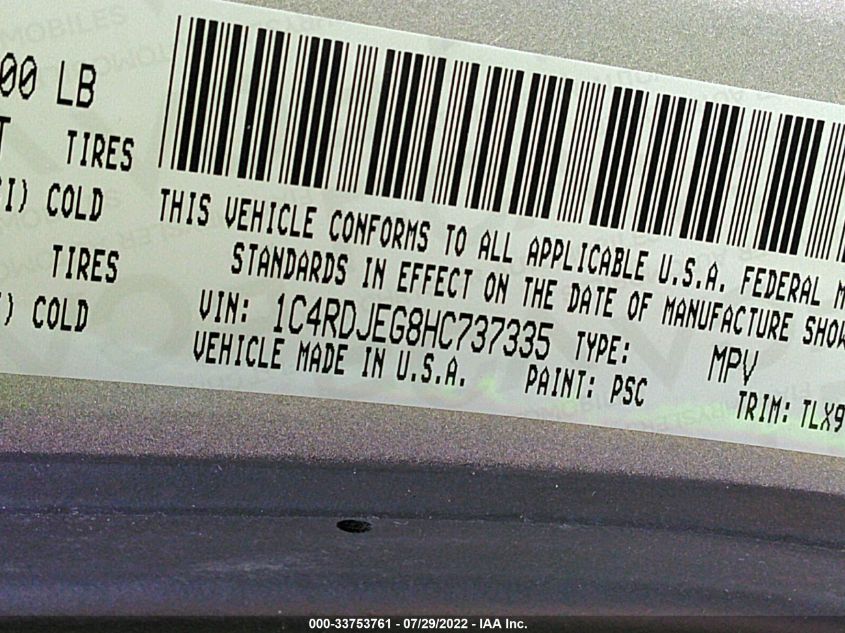 00 LB
TIRES
I) COLD
TIRES
) COLD
THIS VEHICLE CONFORMS TO ALL APPLICABLE U.S.A. FEDERAL M
STANDARDS IN EFFECT ON THE DATE OF MANUFACTURE SHOW
VIN: 1C4RDJEG8HC737335 TYPE: MPV
VEHICLE MADE IN U.S.A. PAINT: PSC TRIM: TLX9
000-33753761 - 07/29/2022 - IAA Inc.